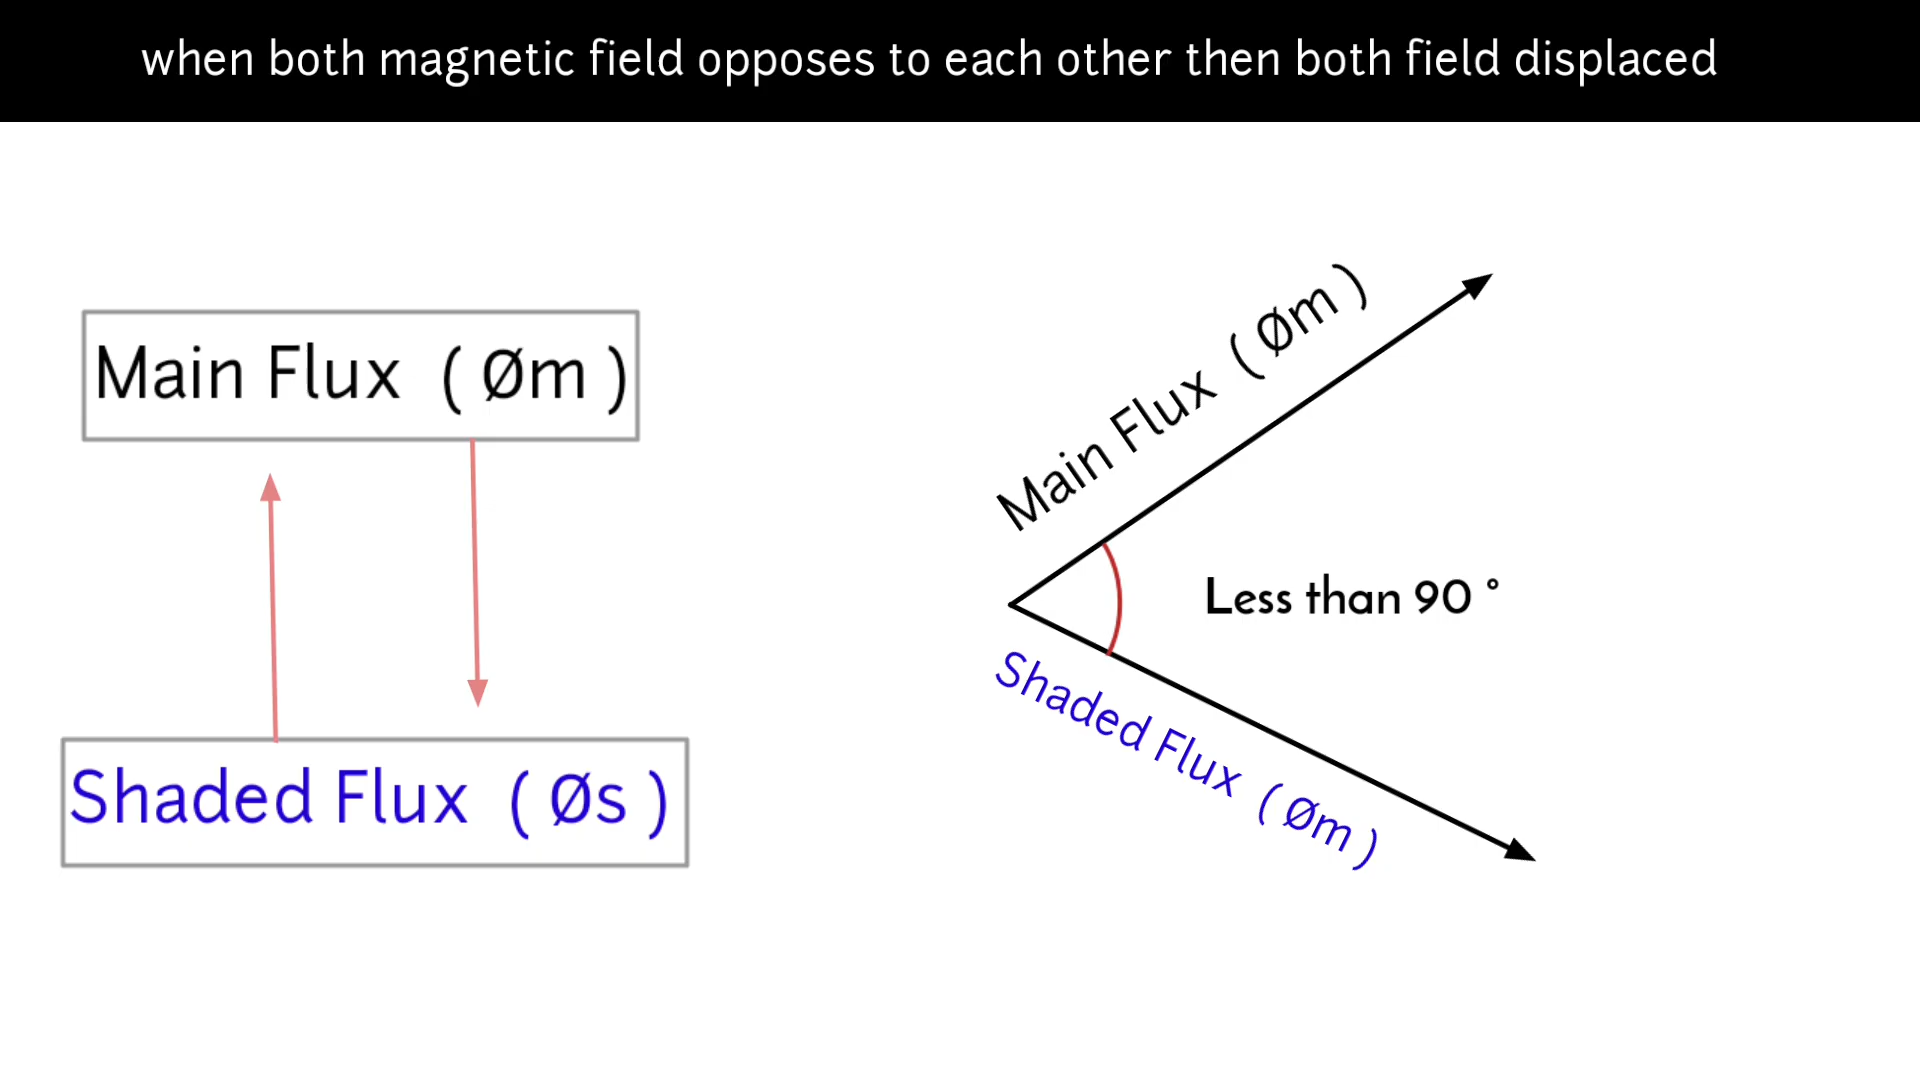 when both magnetic field opposes to each other then both field displaced
Main Flux ( Øm )
Shaded Flux ( Øs )
Main Flux ( Øm )
Less than 90 °
Shaded Flux ( Øm )